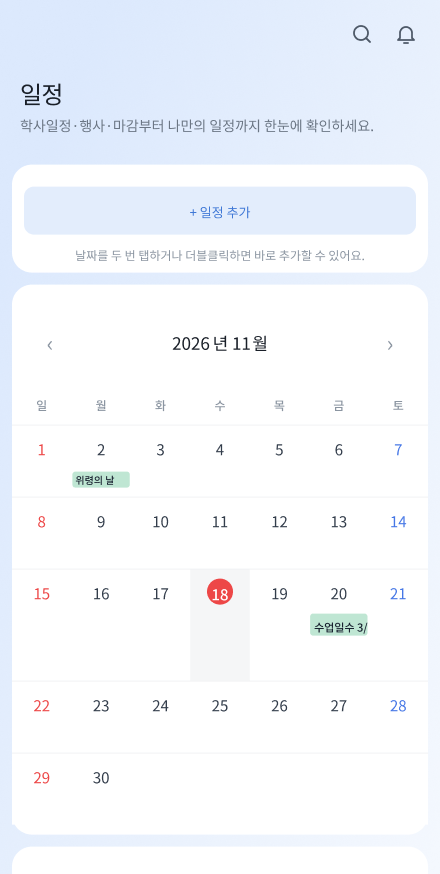 일정
학사일정·행사·마감부터 나만의 일정까지 한눈에 확인하세요.
+ 일정 추가
날짜를 두 번 탭하거나 더블클릭하면 바로 추가할 수 있어요.
‹ 2026년 11월 ›
일 월 화 수 목 금 토
1 2 3 4 5 6 7
위령의 날
8 9 10 11 12 13 14
15 16 17 18 19 20 21
수업일수 3/
22 23 24 25 26 27 28
29 30